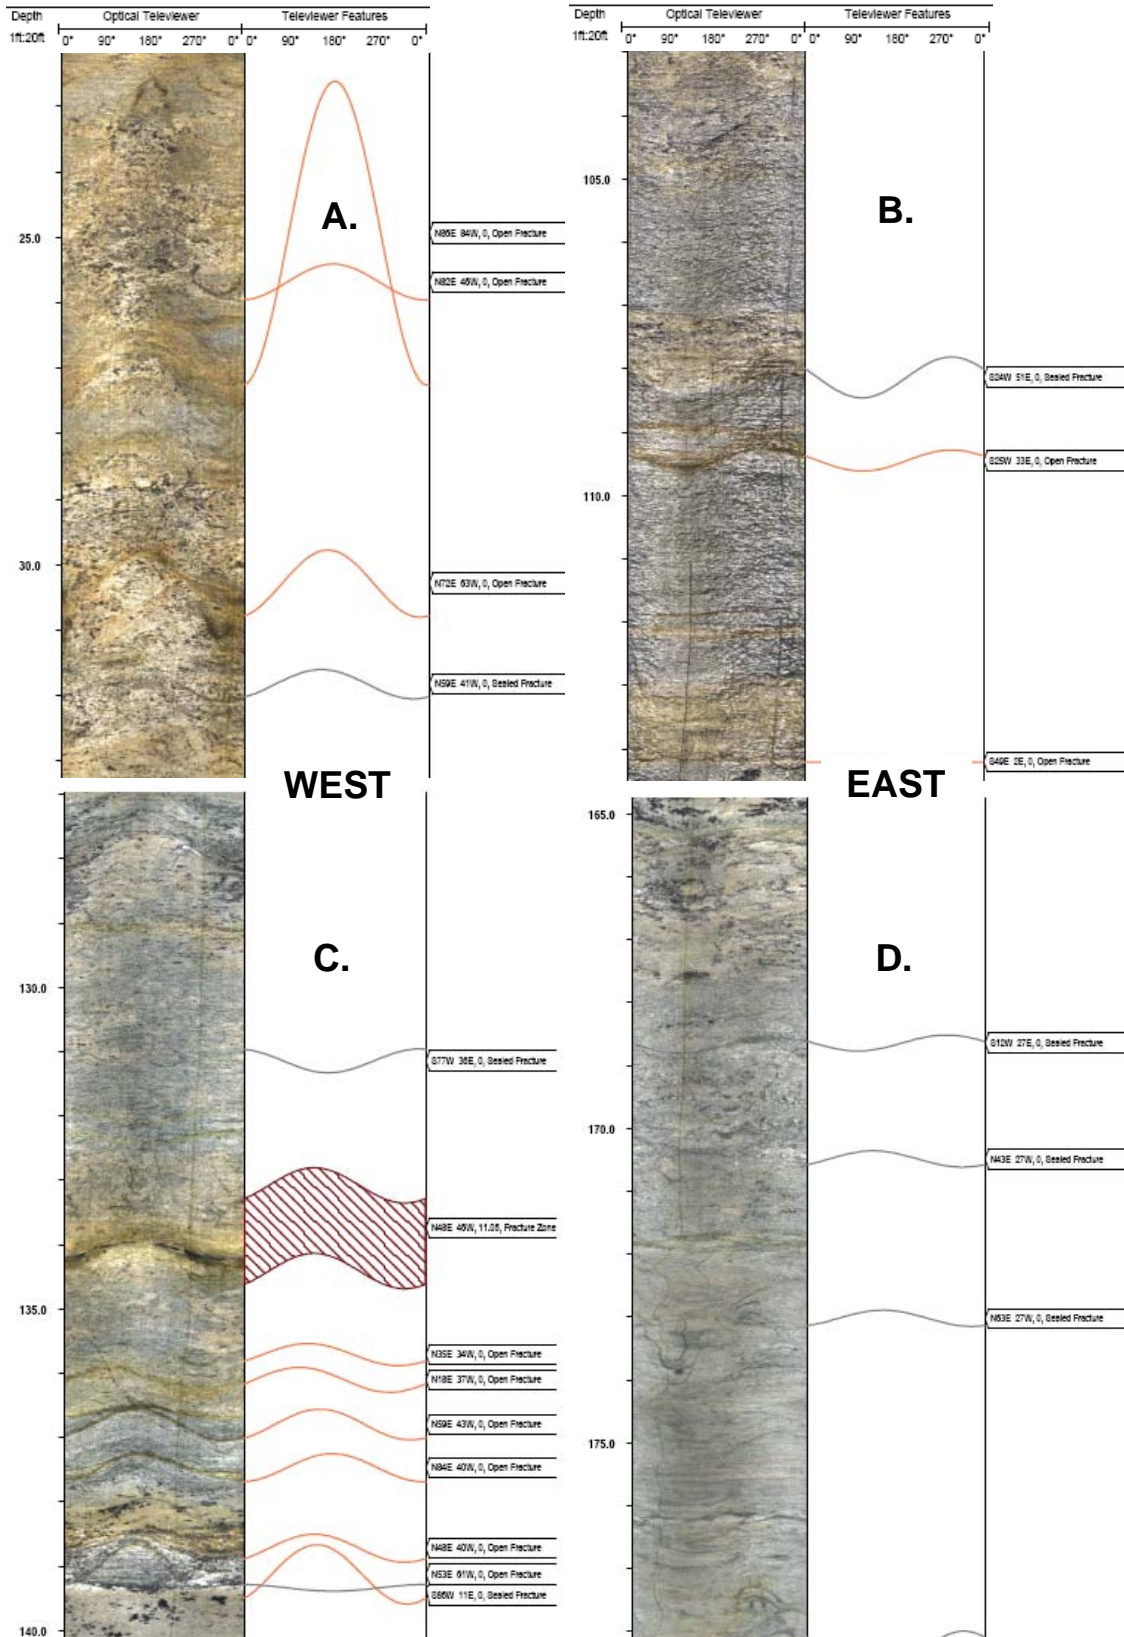 Depth Optical Televiewer Televiewer Features
1ft:20ft 0° 90° 180° 270° 0° 0° 90° 180° 270° 0°
A.
25.0
N86E 84W, 0, Open Fracture
N82E 46W, 0, Open Fracture
30.0
N72E 63W, 0, Open Fracture
N59E 41W, 0, Sealed Fracture
Depth Optical Televiewer Televiewer Features
1ft:20ft 0° 90° 180° 270° 0° 0° 90° 180° 270° 0°
105.0
B.
S24W 51E, 0, Sealed Fracture
S25W 33E, 0, Open Fracture
110.0
S49E 2E, 0, Open Fracture
WEST
EAST
C.
130.0
S77W 36E, 0, Sealed Fracture
N48E 46W, 11.06, Fracture Zone
135.0
N35E 34W, 0, Open Fracture
N18E 37W, 0, Open Fracture
N59E 43W, 0, Open Fracture
N84E 40W, 0, Open Fracture
N48E 40W, 0, Open Fracture
N53E 61W, 0, Open Fracture
S86W 11E, 0, Sealed Fracture
140.0
165.0
D.
S12W 27E, 0, Sealed Fracture
170.0
N43E 27W, 0, Sealed Fracture
N63E 27W, 0, Sealed Fracture
175.0